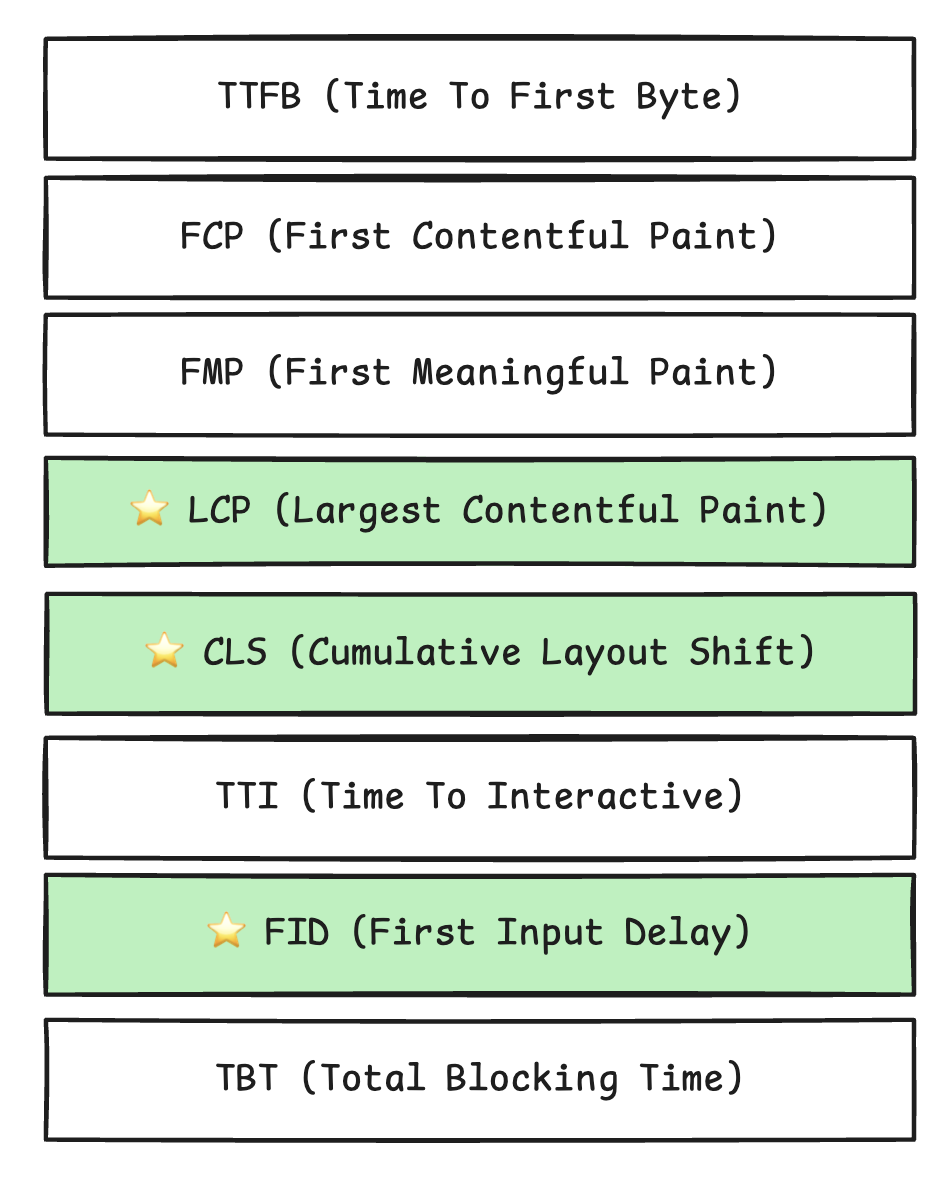 TTFB (Time To First Byte)
FCP (First Contentful Paint)
FMP (First Meaningful Paint)
⭐ LCP (Largest Contentful Paint)
⭐ CLS (Cumulative Layout Shift)
TTI (Time To Interactive)
⭐ FID (First Input Delay)
TBT (Total Blocking Time)